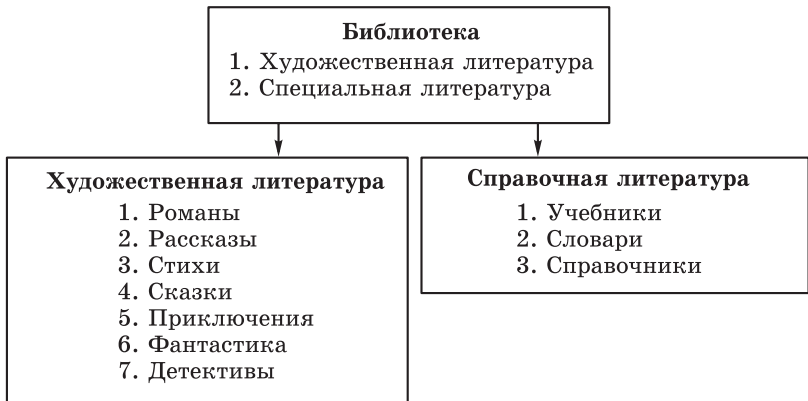 Библиотека
1. Художественная литература
2. Специальная литература
Художественная литература
1. Романы
2. Рассказы
3. Стихи
4. Сказки
5. Приключения
6. Фантастика
7. Детективы
Справочная литература
1. Учебники
2. Словари
3. Справочники